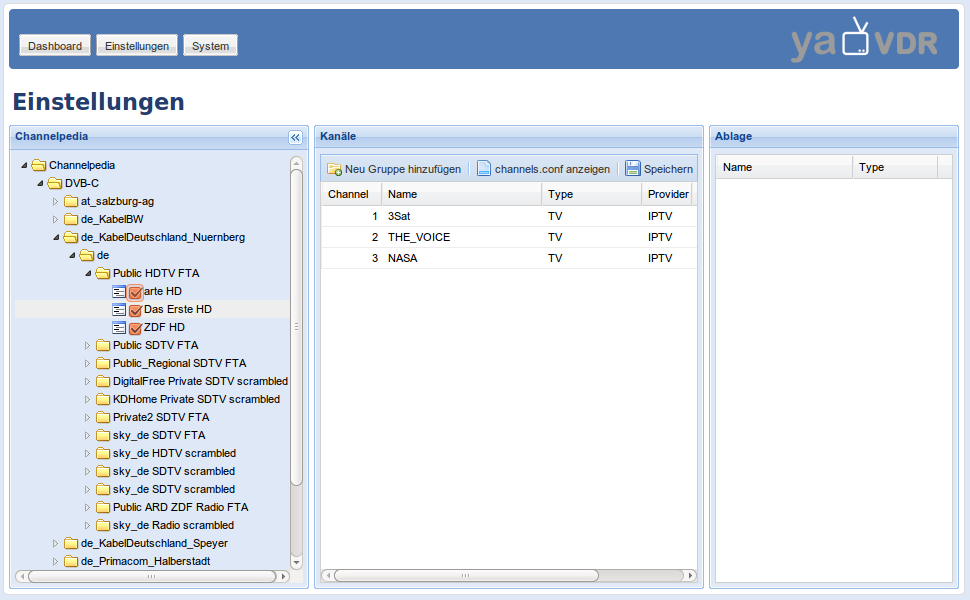 Dashboard Einstellungen System
yaVDR
Einstellungen
Channelpedia
Channelpedia
DVB-C
at_salzburg-ag
de_KabelBW
de_KabelDeutschland_Nuernberg
de
Public HDTV FTA
arte HD
Das Erste HD
ZDF HD
Public SDTV FTA
Public_Regional SDTV FTA
DigitalFree Private SDTV scrambled
KDHome Private SDTV scrambled
Private2 SDTV FTA
sky_de SDTV FTA
sky_de HDTV scrambled
sky_de SDTV scrambled
sky_de SDTV scrambled
Public ARD ZDF Radio FTA
sky_de Radio scrambled
de_KabelDeutschland_Speyer
de_Primacom_Halberstadt
Kanäle
Neu Gruppe hinzufügen channels.conf anzeigen Speichern
Channel Name Type Provider
1 3Sat TV IPTV
2 THE_VOICE TV IPTV
3 NASA TV IPTV
Ablage
Name Type